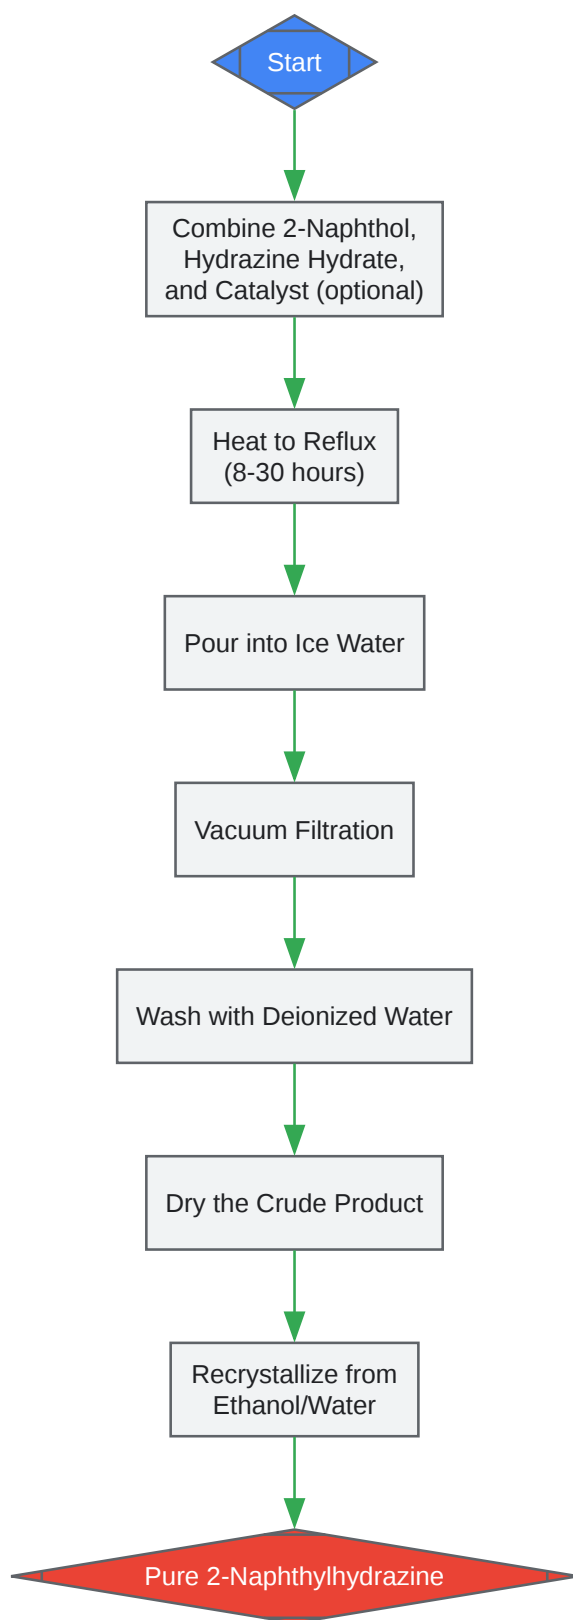 Start
Combine 2-Naphthol,
Hydrazine Hydrate,
and Catalyst (optional)
Heat to Reflux
(8-30 hours)
Pour into Ice Water
Vacuum Filtration
Wash with Deionized Water
Dry the Crude Product
Recrystallize from
Ethanol/Water
Pure 2-Naphthylhydrazine